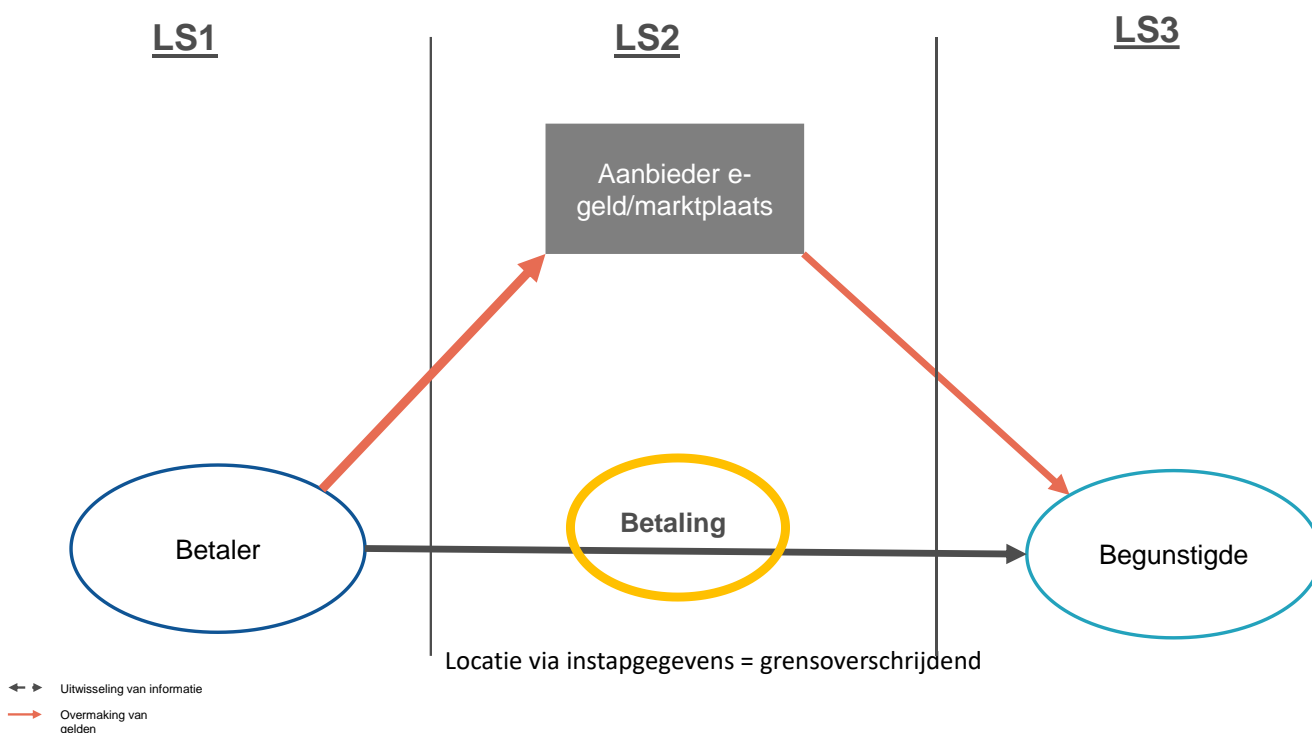 LS1
LS2
LS3
Aanbieder e-
geld/marktplaats
Betaling
Betaler
Begunstigde
Locatie via instapgegevens = grensoverschrijdend
Uitwisseling van informatie
Overmaking van
gelden